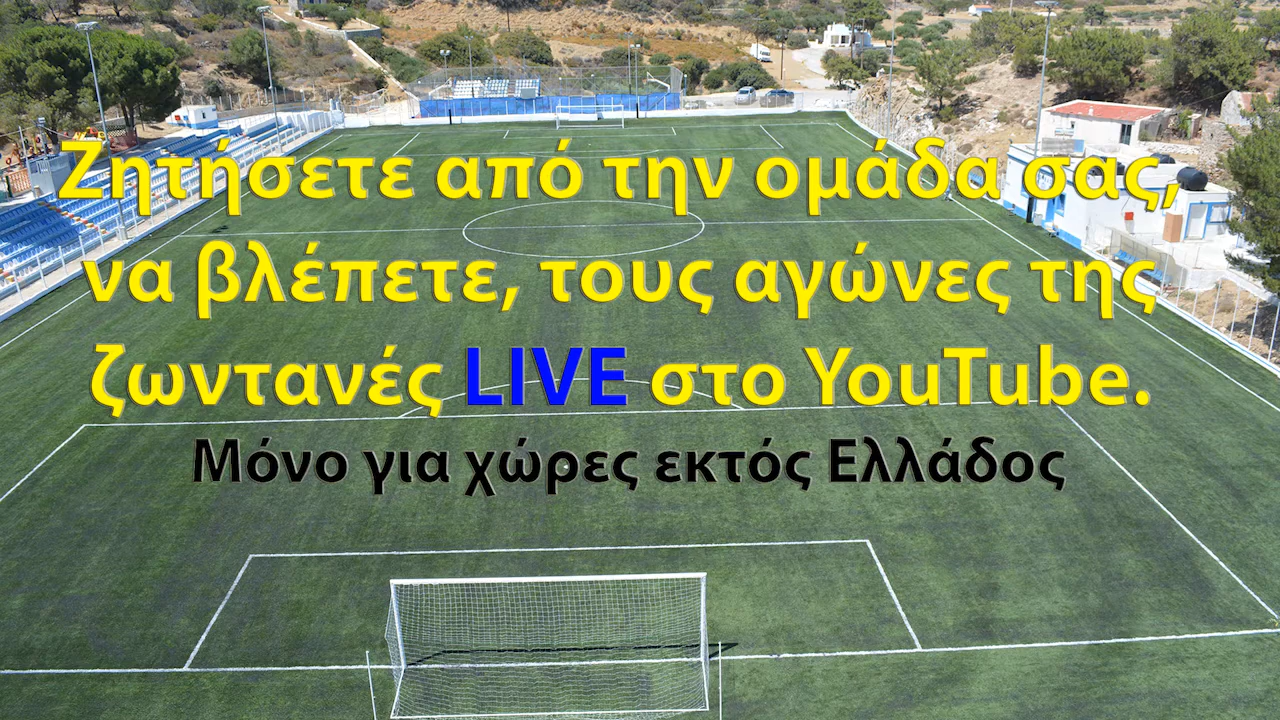 Ζητήσετε από την ομάδα σας,
να βλέπετε, τους αγώνες της
ζωντανές LIVE στο YouTube.
Μόνο για χώρες εκτός Ελλάδος